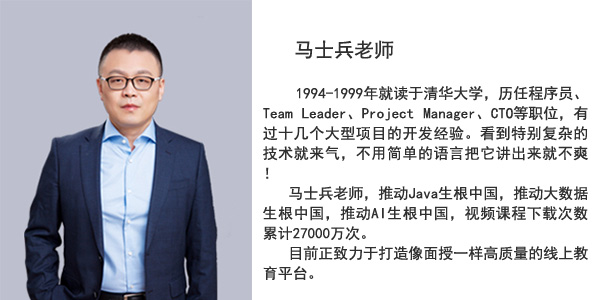 马士兵老师
1994-1999年就读于清华大学，历任程序员、
Team Leader、Project Manager、CTO等职位，有
过十几个大型项目的开发经验。看到特别复杂的
技术就来气，不用简单的语言把它讲出来就不爽
！
马士兵老师，推动Java生根中国，推动大数据
生根中国，推动AI生根中国，视频课程下载次数
累计27000万次。
目前正致力于打造像面授一样高质量的线上教
育平台。